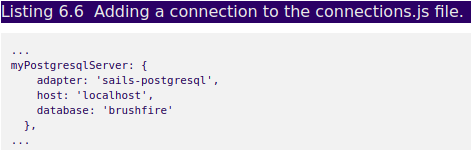 Listing 6.6  Adding a connection to the connections.js file.
...
myPostgresqlServer: {
    adapter: 'sails-postgresql',
    host: 'localhost',
    database: 'brushfire'
  },
...